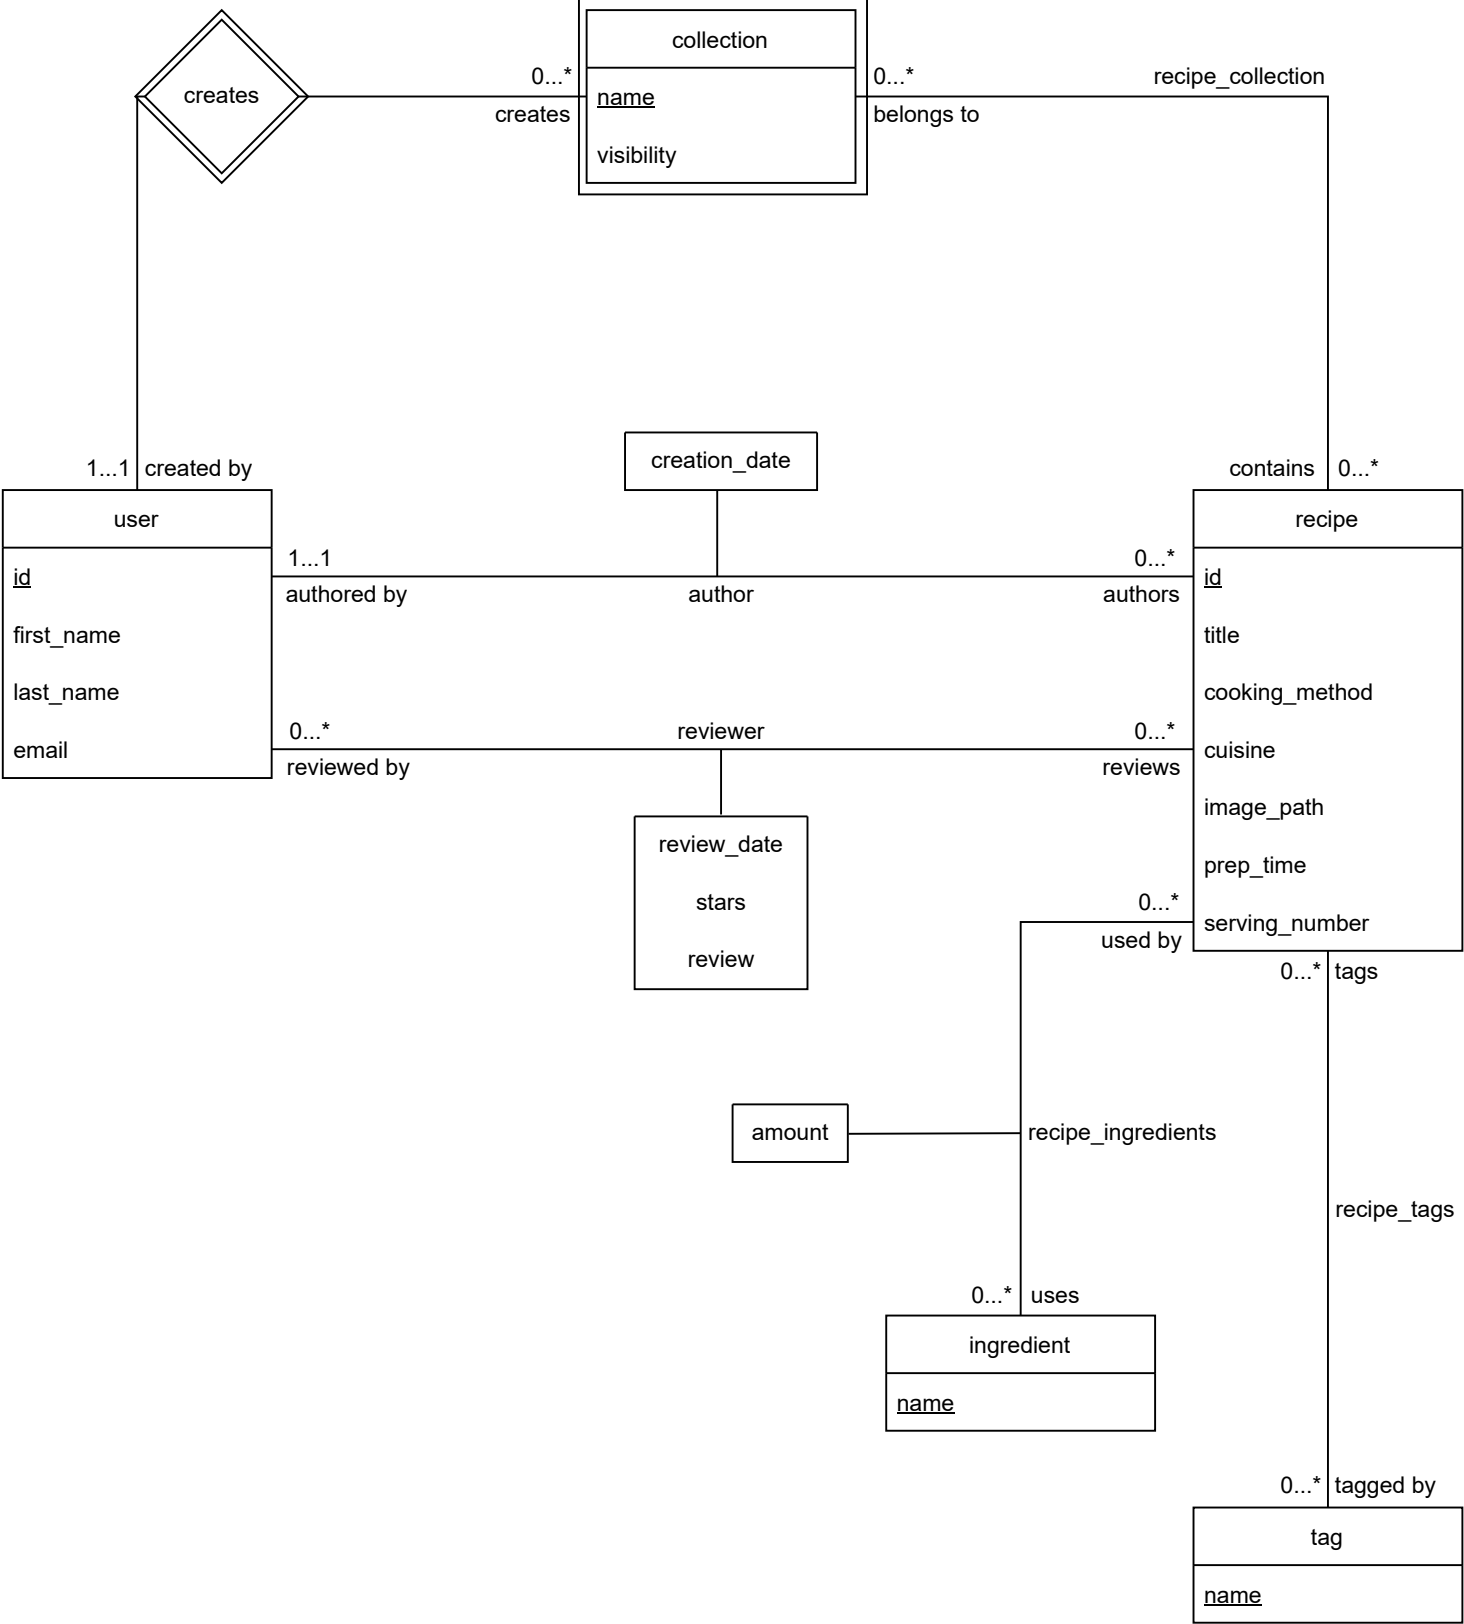 collection
creates
0...*
creates
name
visibility
0...*
belongs to
recipe_collection
creation_date
1...1
created by
contains
0...*
user
id
first_name
last_name
email
1...1
authored by
author
0...*
authors
recipe
id
title
cooking_method
cuisine
image_path
prep_time
serving_number
0...*
reviewed by
reviewer
0...*
reviews
review_date
stars
review
0...*
used by
0...*
tags
amount
recipe_ingredients
recipe_tags
0...*
uses
ingredient
name
0...*
tagged by
tag
name